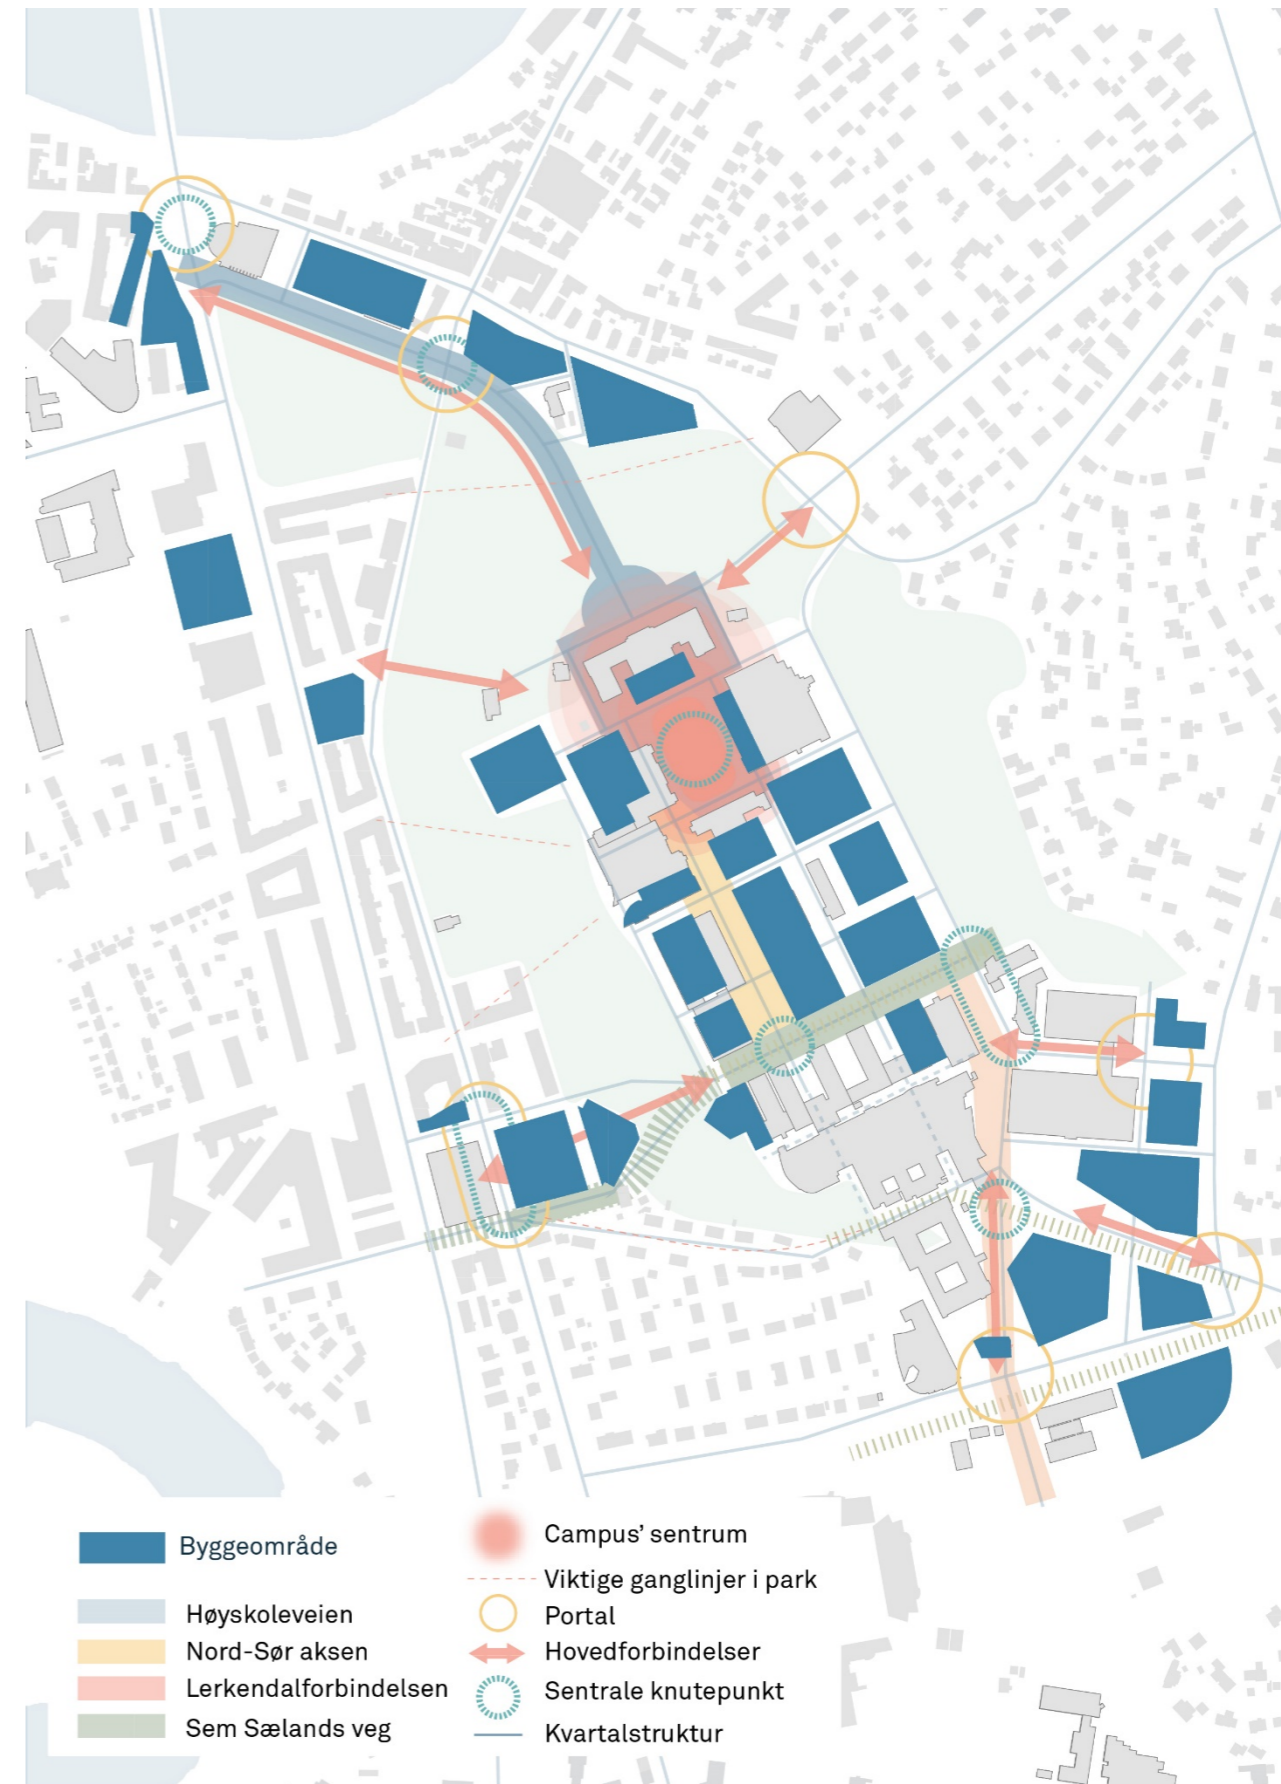 Byggeområde
Høyskoleveien
Nord-Sør aksen
Lerkendalforbindelsen
Sem Sælands veg
Campus’ sentrum
Viktige ganglinjer i park
Portal
Hovedforbindelser
Sentrale knutepunkt
Kvartalstruktur